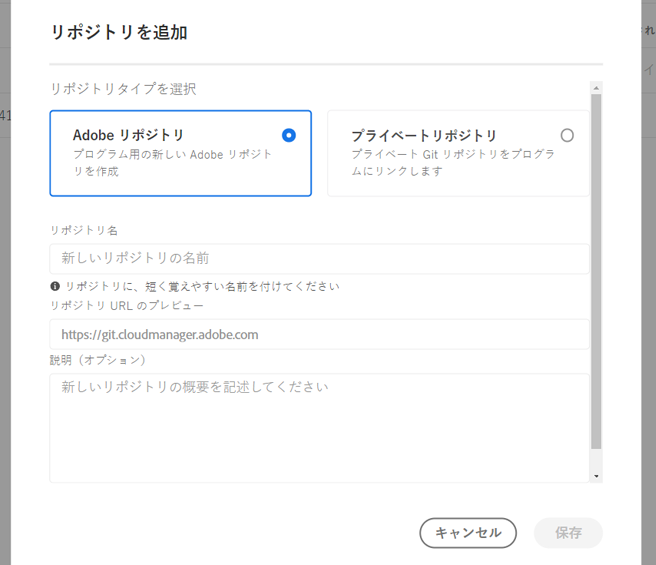 リポジトリを追加
リポジトリタイプを選択
Adobe リポジトリ
プログラム用の新しい Adobe リポジト
リを作成
プライベートリポジトリ
プライベート Git リポジトリをプログラ
ムにリンクします
リポジトリ名
新しいリポジトリの名前
リポジトリに、短く覚えやすい名前を付けてください
リポジトリ URL のプレビュー
https://git.cloudmanager.adobe.com
説明（オプション）
新しいリポジトリの概要を記述してください
キャンセル
保存
41
まれ
イ